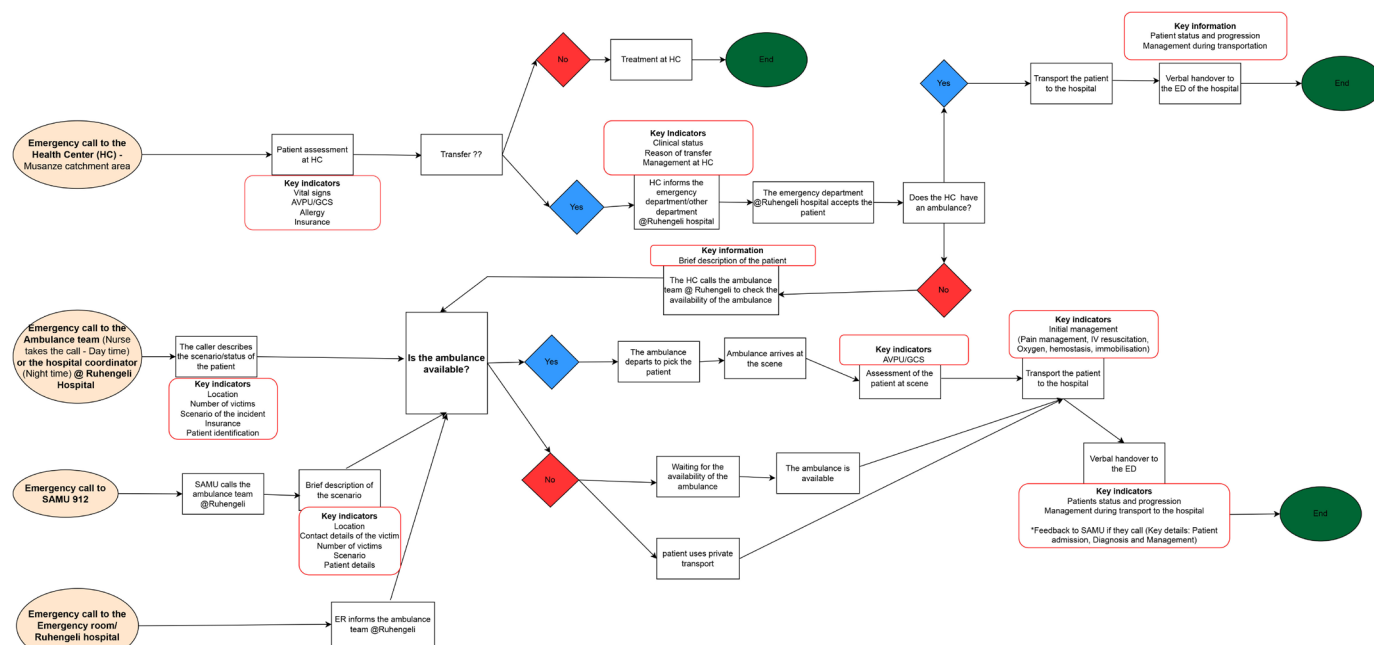 Key information
Patient status and progression
Management during transportation
No
Treatment at HC
End
Yes
Transport the patient
to the hospital
Verbal handover to
the ED of the hospital
End
Emergency call to the
Health Center (HC) -
Musanze catchment area
Patient assessment
at HC
Key indicators
Vital signs
AVPU/GCS
Allergy
Insurance
Transfer ??
Yes
Key Indicators
Clinical status
Reason of transfer
Management at HC
HC informs the
emergency
department/other
department
@Ruhengeli hospital
The emergency department
@Ruhengeli hospital accepts the
patient
Does the HC have
an ambulance?
No
Key information
Brief description of the patient
The HC calls the ambulance
team @ Ruhengeli to check the
availability of the ambulance
Emergency call to the
Ambulance team (Nurse
takes the call - Day time)
or the hospital coordinator
(Night time) @ Ruhengeli
Hospital
The caller describes
the scenario/status of
the patient
Key indicators
Location
Number of victims
Scenario of the incident
Insurance
Patient identification
Is the ambulance
available?
Yes
The ambulance
departs to pick the
patient
Ambulance arrives at
the scene
Key indicators
AVPU/GCS
Assessment of the
patient at scene
Key indicators
Initial management
(Pain management, IV resuscitation,
Oxygen, hemostasis, immobilisation)
Transport the patient
to the hospital
No
Waiting for the
availability of the
ambulance
The ambulance is
available
patient uses private
transport
Verbal handover to
the ED
Key indicators
Patients status and progression
Management during transport to the hospital
*Feedback to SAMU if they call (Key details: Patient
admission, Diagnosis and Management)
End
Emergency call to
SAMU 912
SAMU calls the
ambulance team
@Ruhengeli
Brief description of
the scenario
Key indicators
Location
Contact details of the victim
Number of victims
Scenario
Patient details
Emergency call to the
Emergency room/
Ruhengeli hospital
ER informs the ambulance
team @Ruhengeli